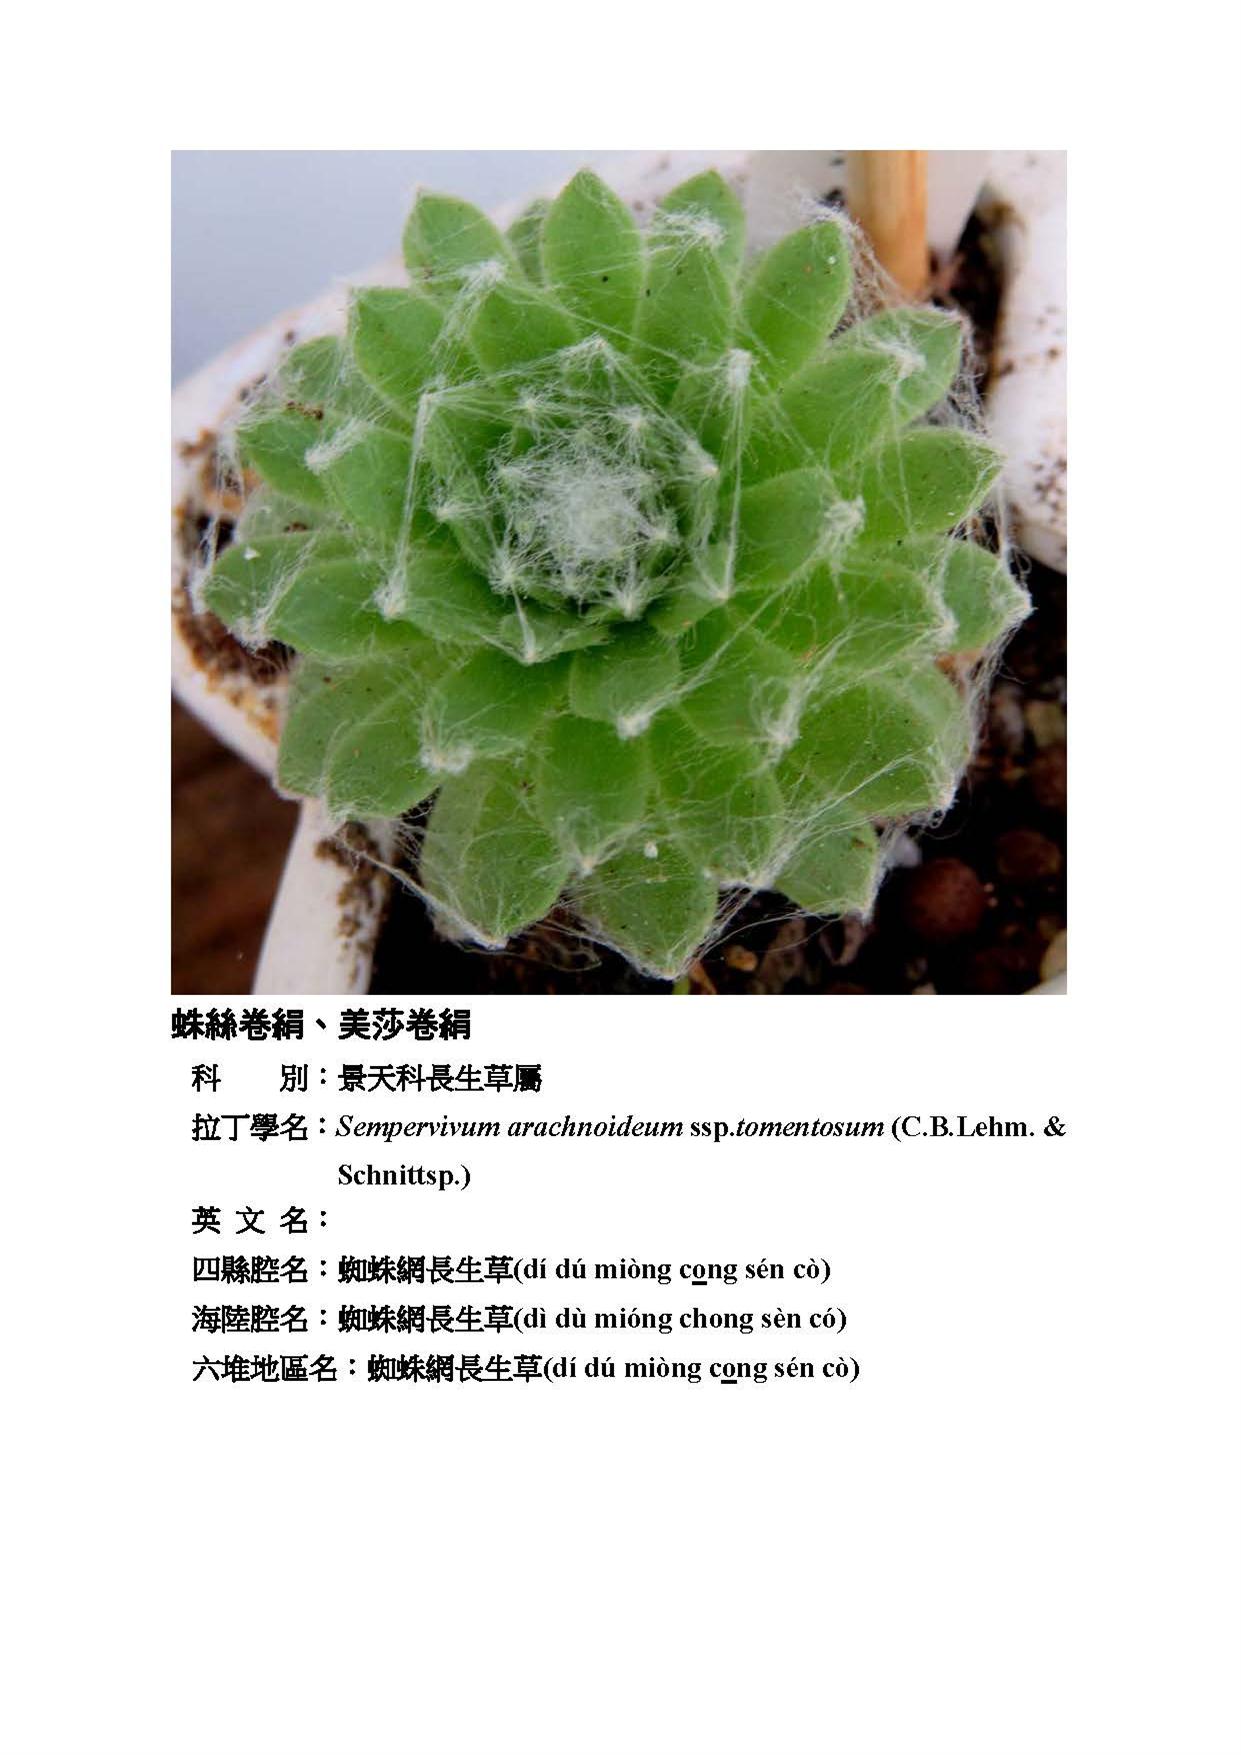 蛛絲卷絹、美莎卷絹
科　　別：景天科長生草屬
拉丁學名：Sempervivum arachnoideum ssp.tomentosum (C.B.Lehm. &
Schnittsp.)
英 文 名：
四縣腔名：蜘蛛網長生草(dí dú miòng co̲ng sén cò)
海陸腔名：蜘蛛網長生草(dì dù mióng chong sèn có)
六堆地區名：蜘蛛網長生草(dí dú miòng co̲ng sén cò)